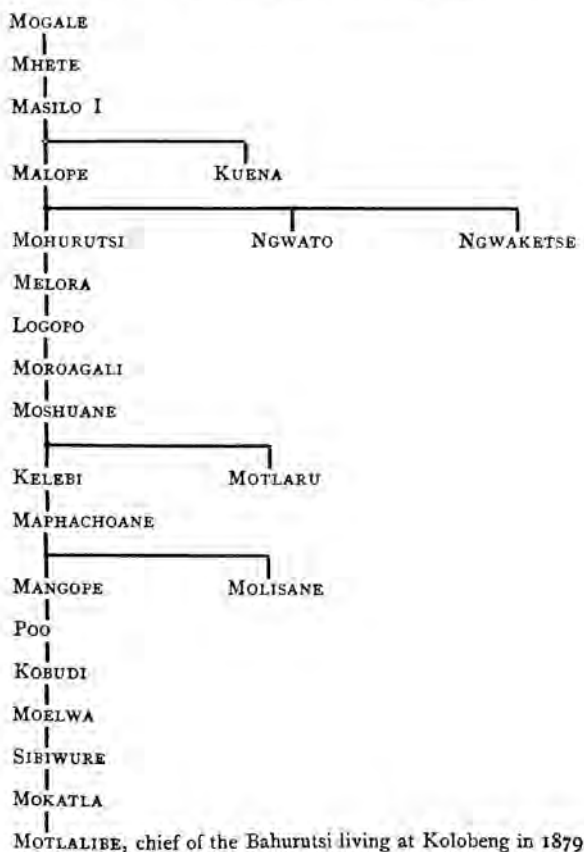 MOGALE
MHETE
MASILO I
MALOPE KUENA
MOHURUTSI NGWATO NGWAKETSE
MELORA
LOGOPO
MOROAGALI
MOSHUANE
KELEBI MOTLARU
MAPHACHOANE
MANGOPE MOLISANE
POO
KOBUDI
MOELWA
SIBIWURE
MOKATLA
MOTLALIBE, chief of the Bahurutsi living at Kolobeng in 1879